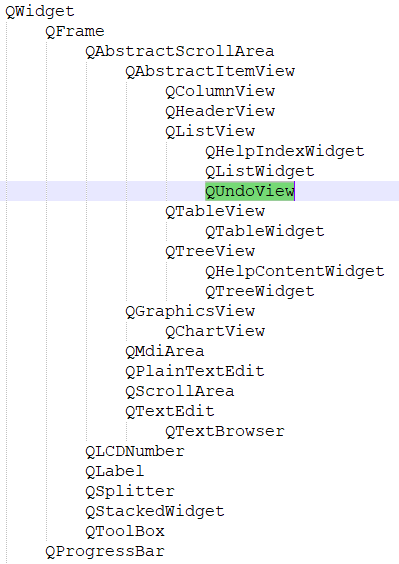 QWidget
QFrame
QAbstractScrollArea
QAbstractItemView
QColumnView
QHeaderView
QListView
QHelpIndexWidget
QListWidget
QUndoView
QTableView
QTableWidget
QTreeView
QHelpContentWidget
QTreeWidget
QGraphicsView
QChartView
QMdiArea
QPlainTextEdit
QScrollArea
QTextEdit
QTextBrowser
QLCDNumber
QLabel
QSplitter
QStackedWidget
QToolBox
QProgressBar